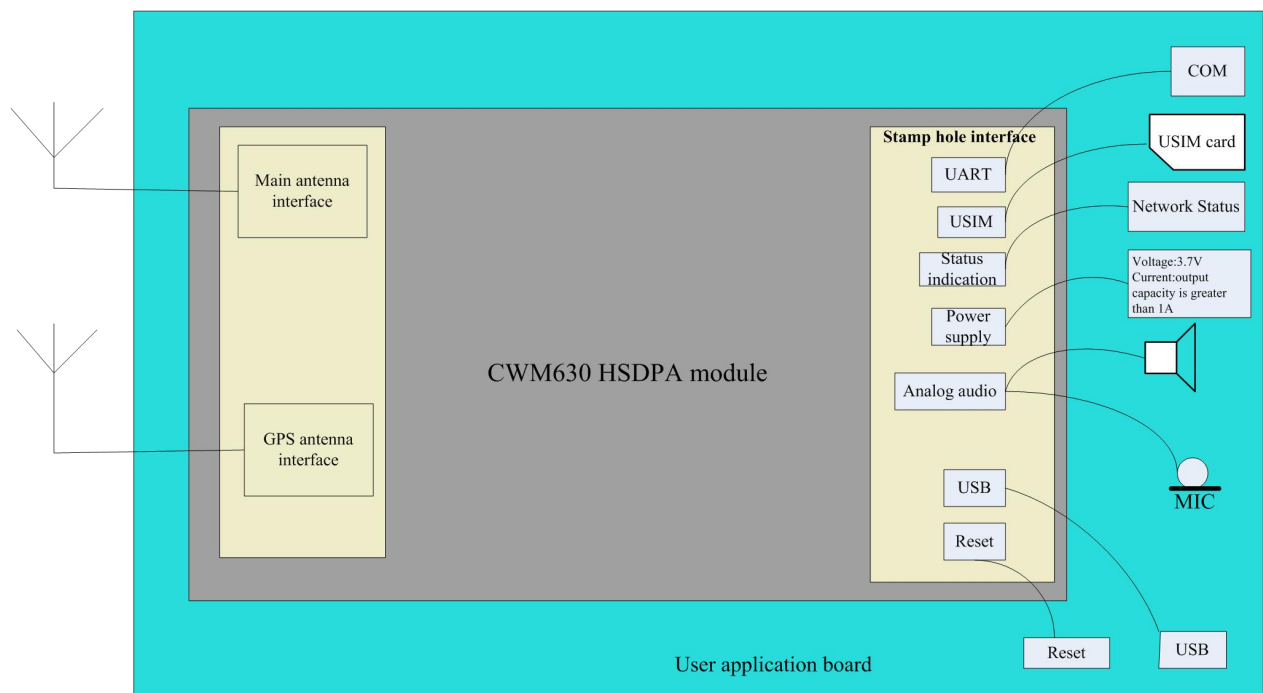 COM
Stamp hole interface
USIM card
UART
Main antenna
interface
Network Status
USIM
Status
indication
Voltage:3.7V
Current:output
capacity is greater
than 1A
Power
supply
CWM630 HSDPA module
Analog audio
GPS antenna
interface
USB
MIC
Reset
Reset
USB
User application board